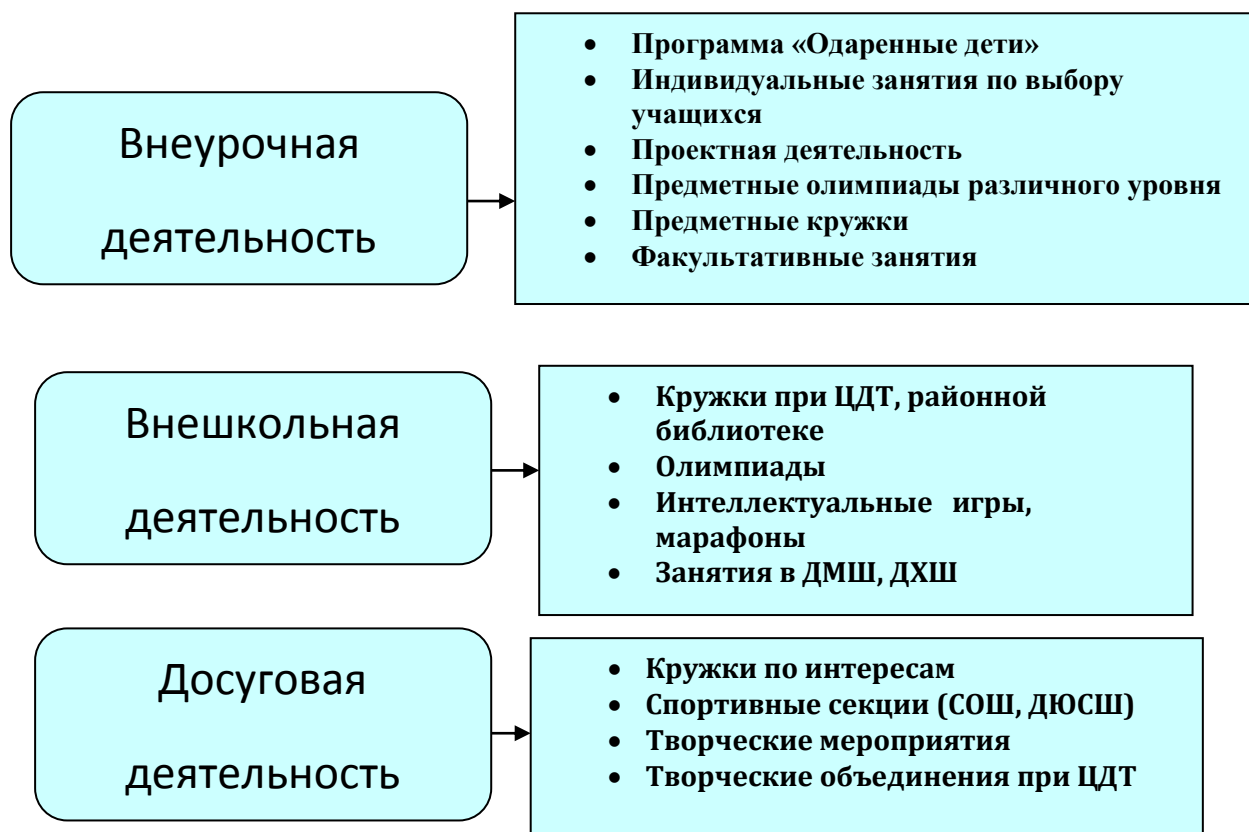 Внеурочная
деятельность
• Программа «Одаренные дети»
• Индивидуальные занятия по выбору
учащихся
• Проектная деятельность
• Предметные олимпиады различного уровня
• Предметные кружки
• Факультативные занятия
Внешкольная
деятельность
• Кружки при ЦДТ, районной
библиотеке
• Олимпиады
• Интеллектуальные игры,
марафоны
• Занятия в ДМШ, ДХШ
Досуговая
деятельность
• Кружки по интересам
• Спортивные секции (СОШ, ДЮСШ)
• Творческие мероприятия
• Творческие объединения при ЦДТ